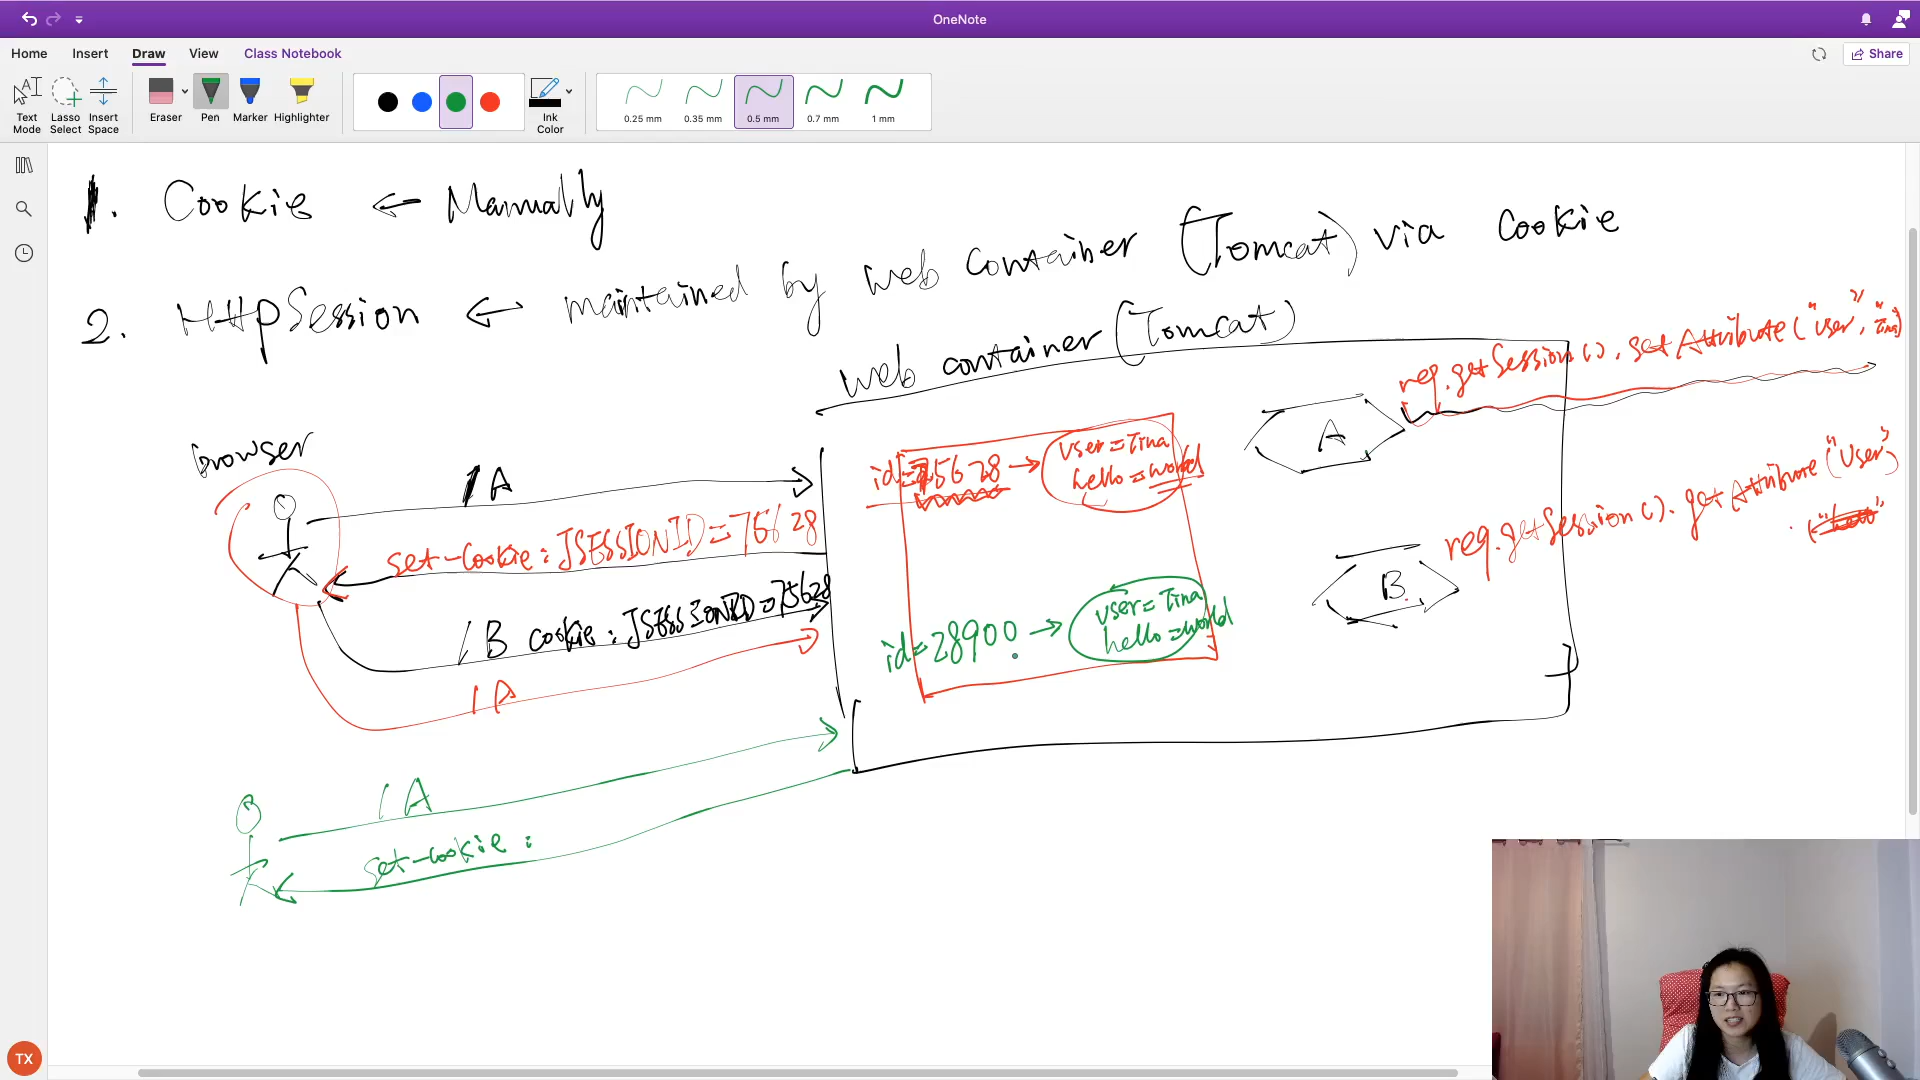 OneNote
Home Insert Draw View Class Notebook
Share
Text Mode
Lasso Select
Insert Space
Eraser
Pen
Marker
Highlighter
Ink Color
0.25 mm
0.35 mm
0.5 mm
0.7 mm
1 mm
1. Cookie ← Manually
2. HttpSession ← maintained by web container (Tomcat) via Cookie
web container (Tomcat)
req.getSession().setAttribute("user", "Tina")
browser
/A
A
id=75628 → user=Tina
hello=world
set-cookie: JSESSIONID=75628
req.getSession().getAttribute("user")
/B cookie: JSESSIONID=75628
B
id=28900 → user=Tina
hello=world
/A
/A
set-cookie:
TX